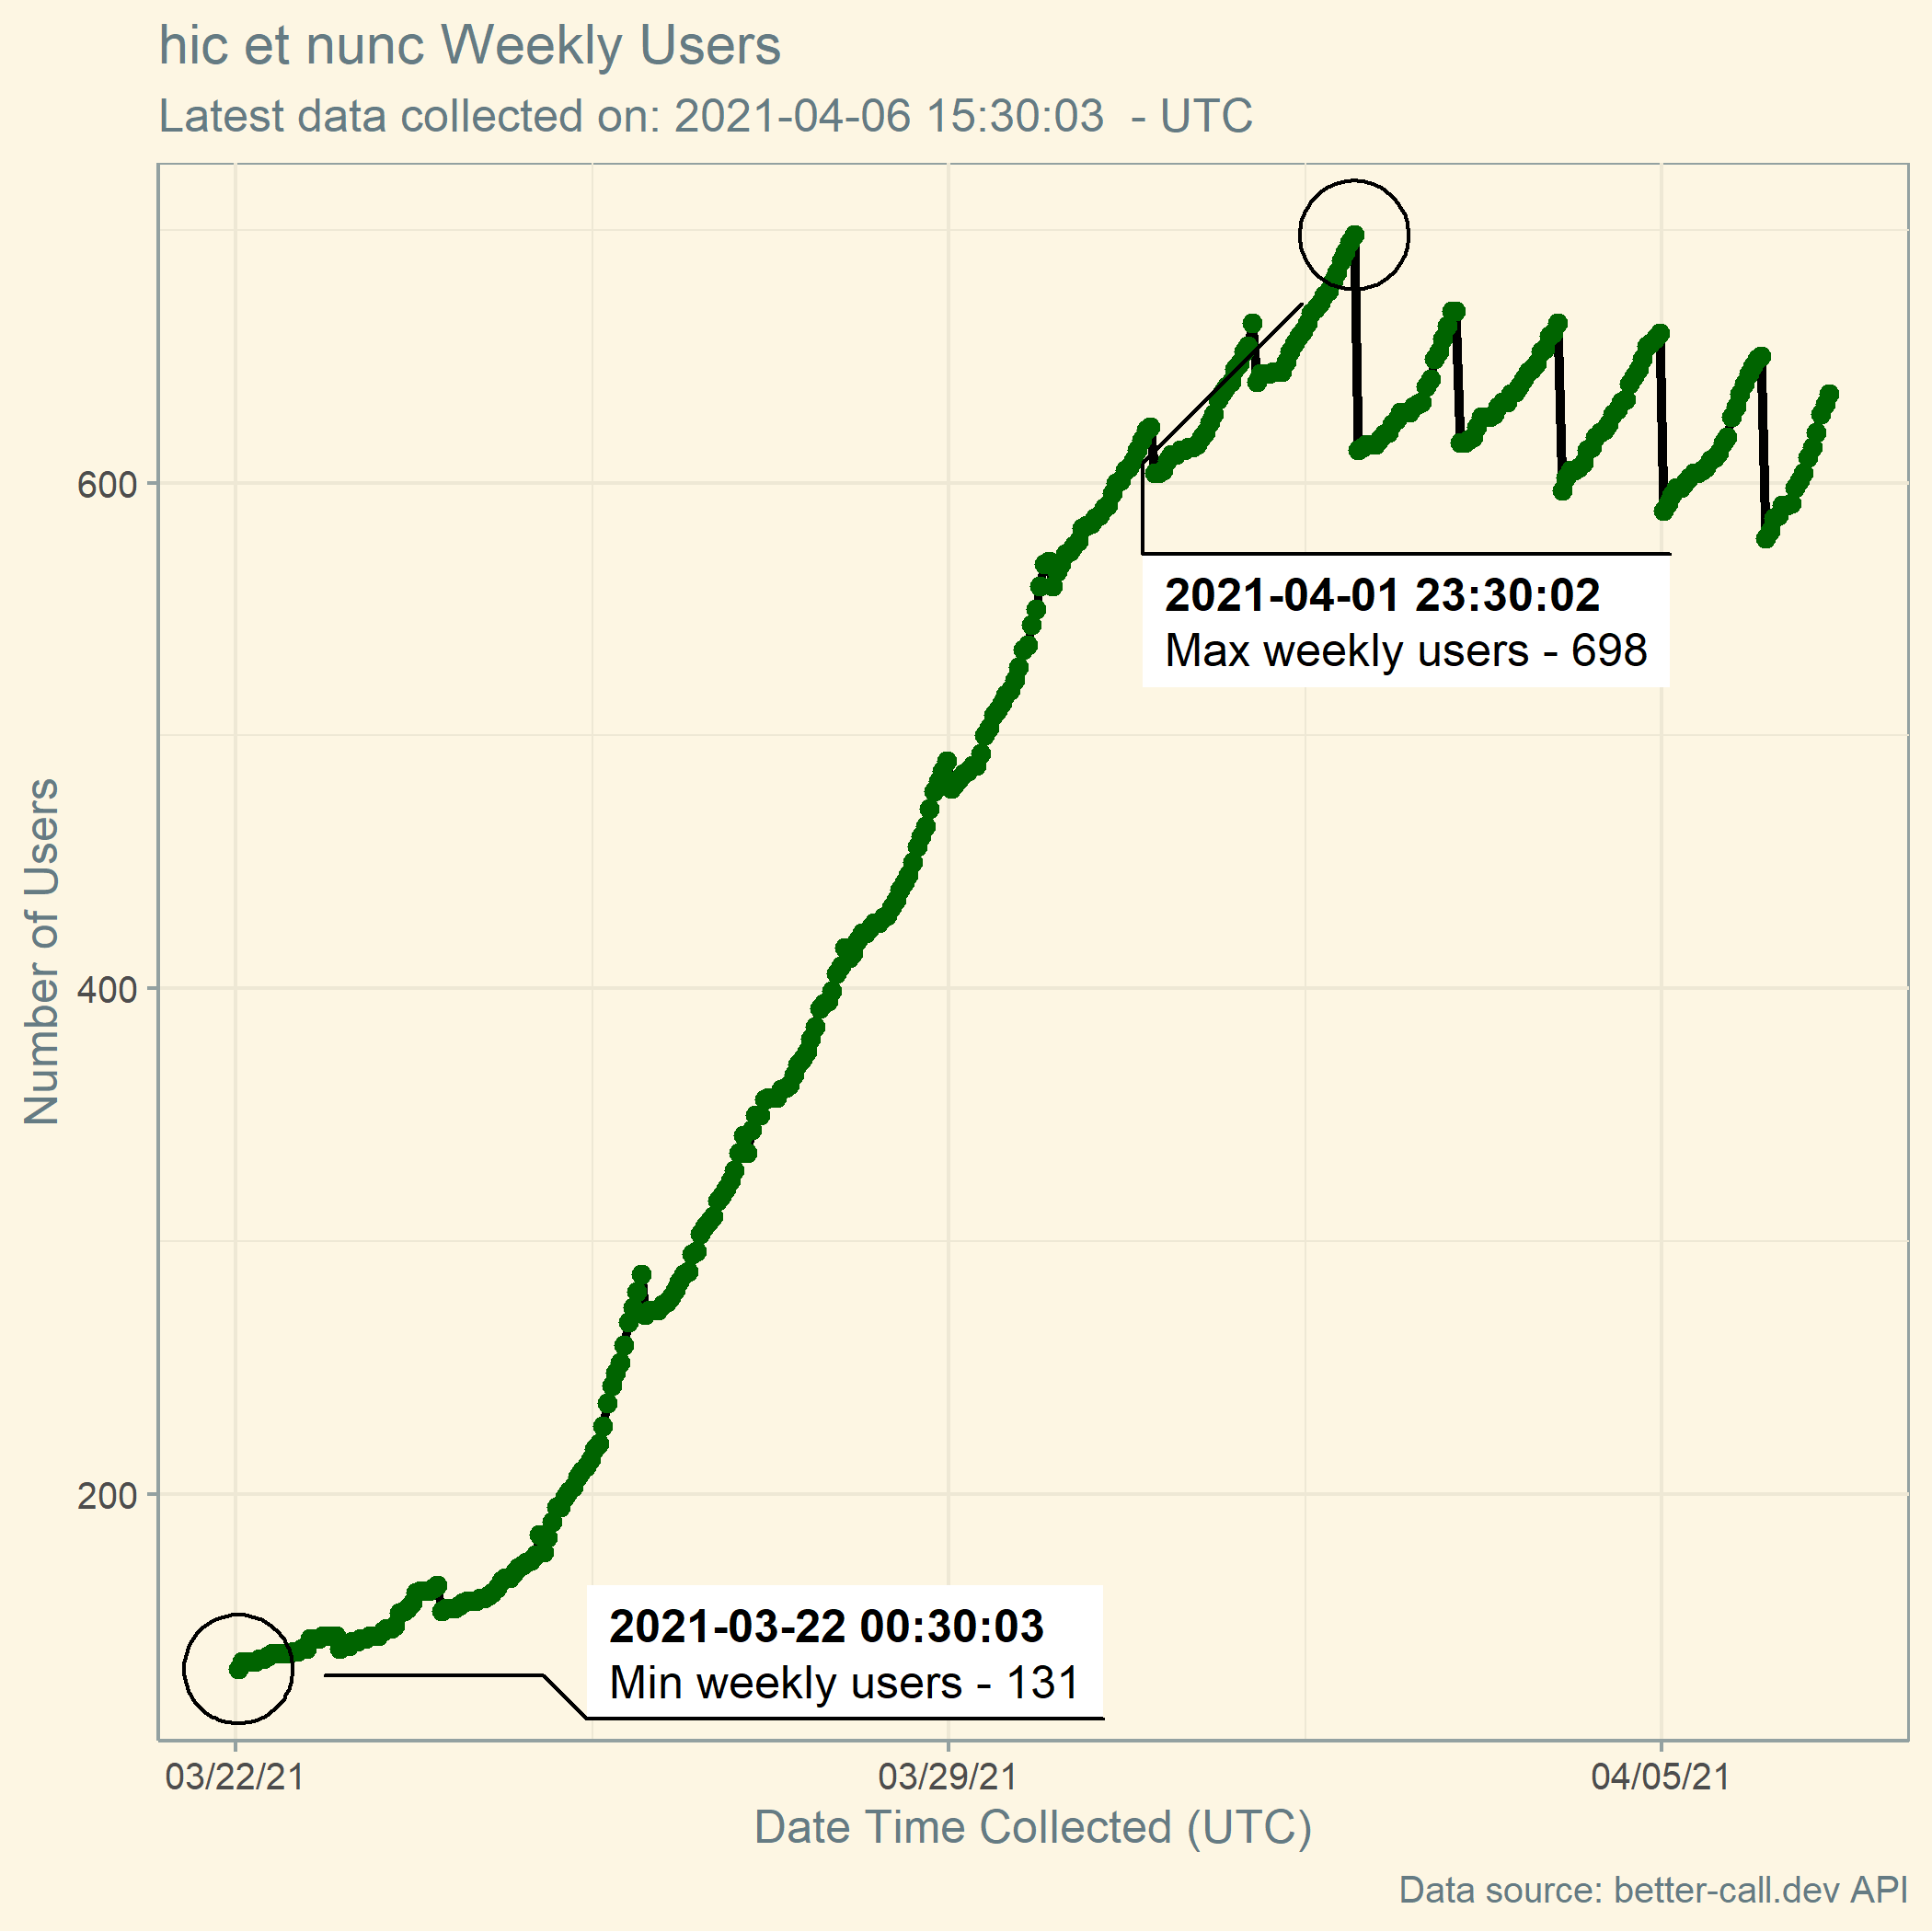 hic et nunc Weekly Users
Latest data collected on: 2021-04-06 15:30:03  - UTC
Number of Users
600
400
200
2021-04-01 23:30:02
Max weekly users - 698
2021-03-22 00:30:03
Min weekly users - 131
03/22/21
03/29/21
04/05/21
Date Time Collected (UTC)
Data source: better-call.dev API